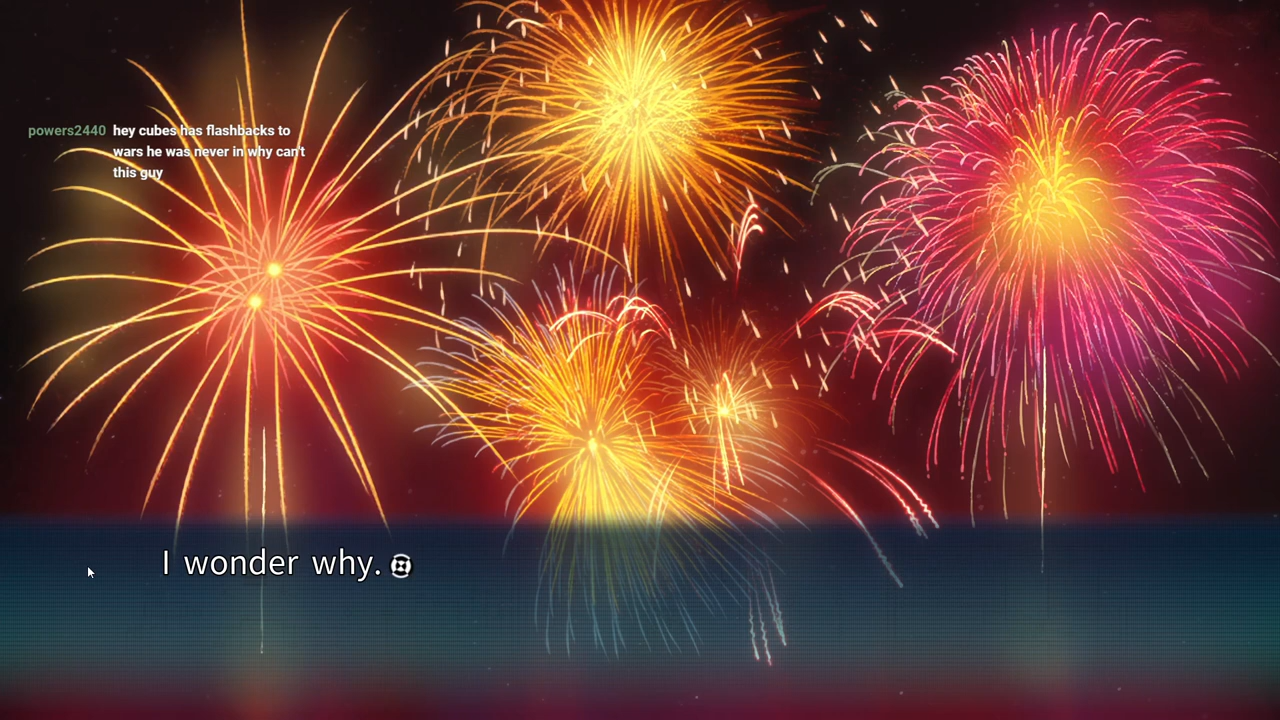 powers2440 hey cubes has flashbacks to
wars he was never in why can't
this guy
I wonder why.